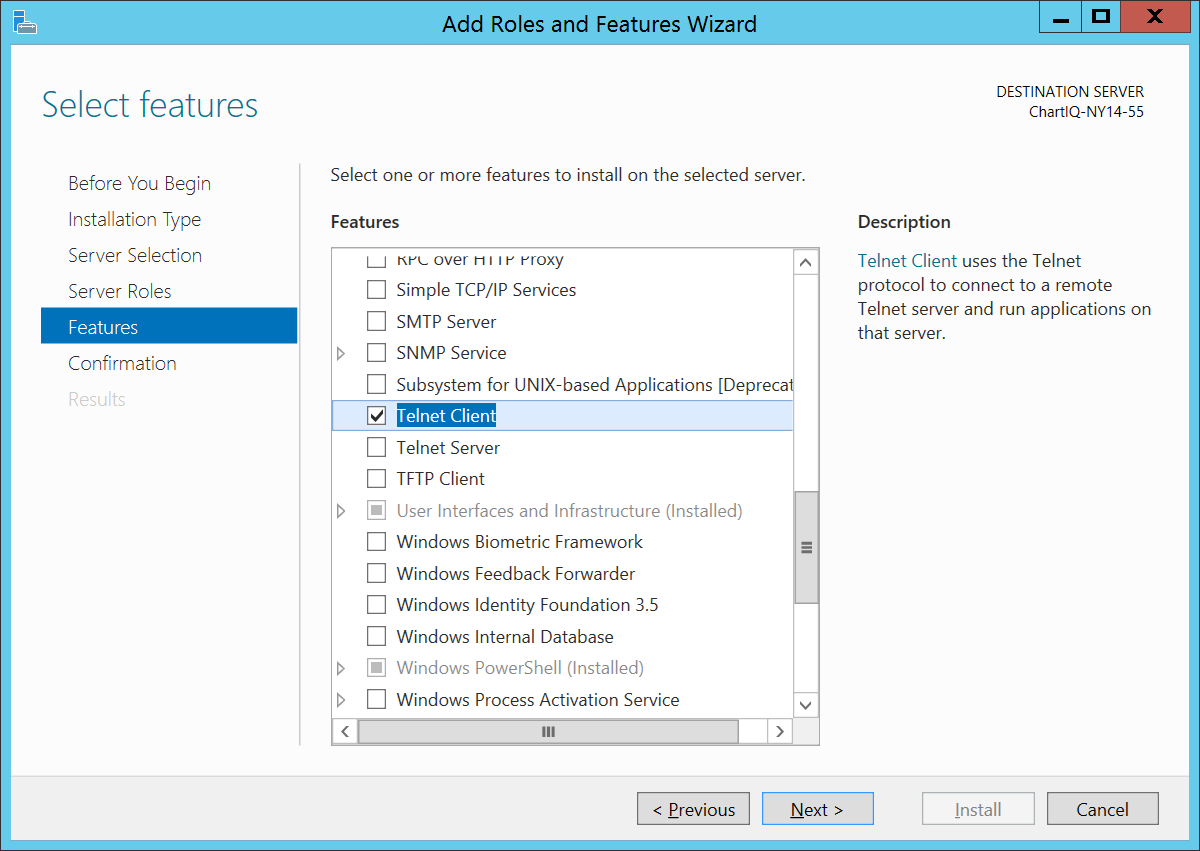 Add Roles and Features Wizard
Select features
DESTINATION SERVER
ChartIQ-NY14-55
Before You Begin
Installation Type
Server Selection
Server Roles
Features
Confirmation
Results
Select one or more features to install on the selected server.
Features
RPC over HTTP Proxy
Simple TCP/IP Services
SMTP Server
SNMP Service
Subsystem for UNIX-based Applications [Deprecat
Telnet Client
Telnet Server
TFTP Client
User Interfaces and Infrastructure (Installed)
Windows Biometric Framework
Windows Feedback Forwarder
Windows Identity Foundation 3.5
Windows Internal Database
Windows PowerShell (Installed)
Windows Process Activation Service
Description
Telnet Client uses the Telnet
protocol to connect to a remote
Telnet server and run applications on
that server.
< Previous
Next >
Install
Cancel